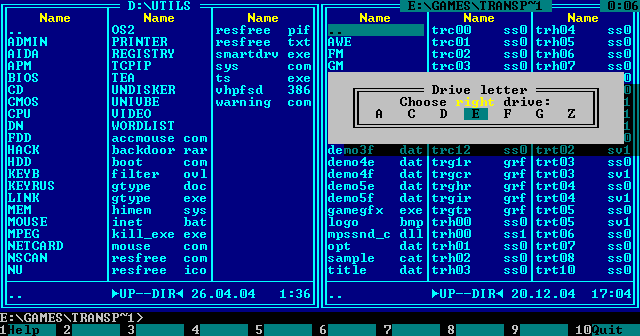 D:\UTILS E:\GAMES\TRANSP~1 0:06
Name Name Name Name Name Name
OS2 resfree pif .. trc00 ss0 trh04 ss0
ADMIN PRINTER resfree txt AWE trc01 ss0 trh05 ss0
AIDA REGISTRY smartdrv exe FM trc02 ss0 trh06 ss0
APM TCPIP sys com GM trc03 ss0 trh07 ss0
BIOS TEA ts exe
CD UNDISKER vhpfsd 386 Drive letter
CMOS UNIVBE warning com Choose right drive:
CPU VIDEO A C D E F G Z
DN WORDLIST
FDD accmouse com
HACK backdoor rar demo3f dat trc12 ss0 trt02 sv1
HDD boot com demo4e dat trg1r grf trt03 ss0
KEYB filter ovl demo4f dat trgcr grf trt03 sv1
KEYRUS gtype doc demo5e dat trghr grf trt04 ss0
LINK gtype exe demo5f dat trgir grf trt04 sv1
MEM himem sys gamegfx exe trgtr grf trt05 ss0
MOUSE inet bat logo bmp trh00 ss0 trt05 sv1
MPEG kill_exe exe mpssnd_c dll trh00 ss1 trt06 ss0
NETCARD mouse com opt dat trh01 ss0 trt07 ss0
NSCAN resfree com sample cat trh02 ss0 trt08 ss0
NU resfree ico title dat trh03 ss0 trt10 ss0
.. ►UP--DIR◄ 26.04.04 1:36 .. ►UP--DIR◄ 20.12.04 17:04
E:\GAMES\TRANSP~1>
1Help 2 3 4 5 6 7 8 9 10Quit